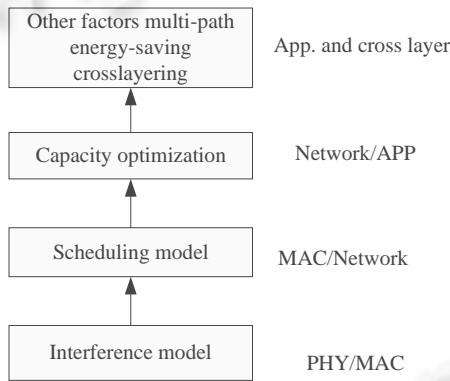 Other factors multi-path
energy-saving
crosslayering
App. and cross layer
Capacity optimization
Network/APP
Scheduling model
MAC/Network
Interference model
PHY/MAC